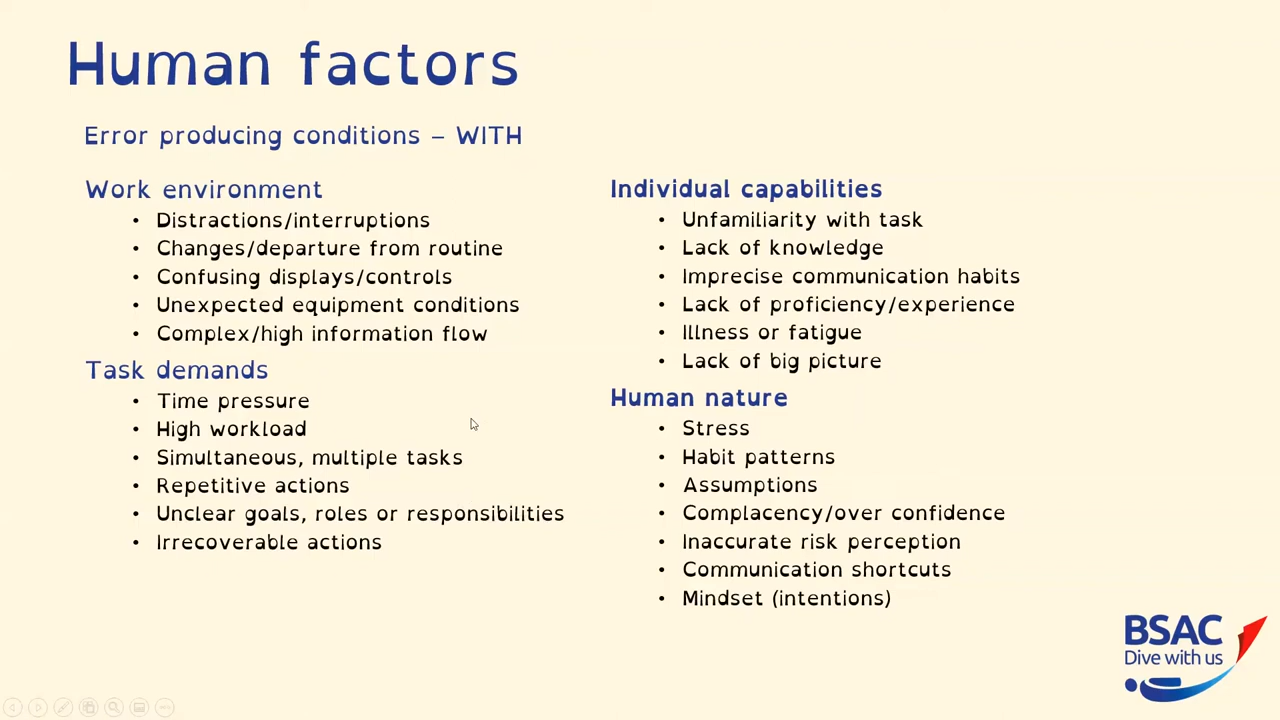 Human factors
Error producing conditions – WITH
Work environment
• Distractions/interruptions
• Changes/departure from routine
• Confusing displays/controls
• Unexpected equipment conditions
• Complex/high information flow
Task demands
• Time pressure
• High workload
• Simultaneous, multiple tasks
• Repetitive actions
• Unclear goals, roles or responsibilities
• Irrecoverable actions
Individual capabilities
• Unfamiliarity with task
• Lack of knowledge
• Imprecise communication habits
• Lack of proficiency/experience
• Illness or fatigue
• Lack of big picture
Human nature
• Stress
• Habit patterns
• Assumptions
• Complacency/over confidence
• Inaccurate risk perception
• Communication shortcuts
• Mindset (intentions)
BSAC
Dive with us